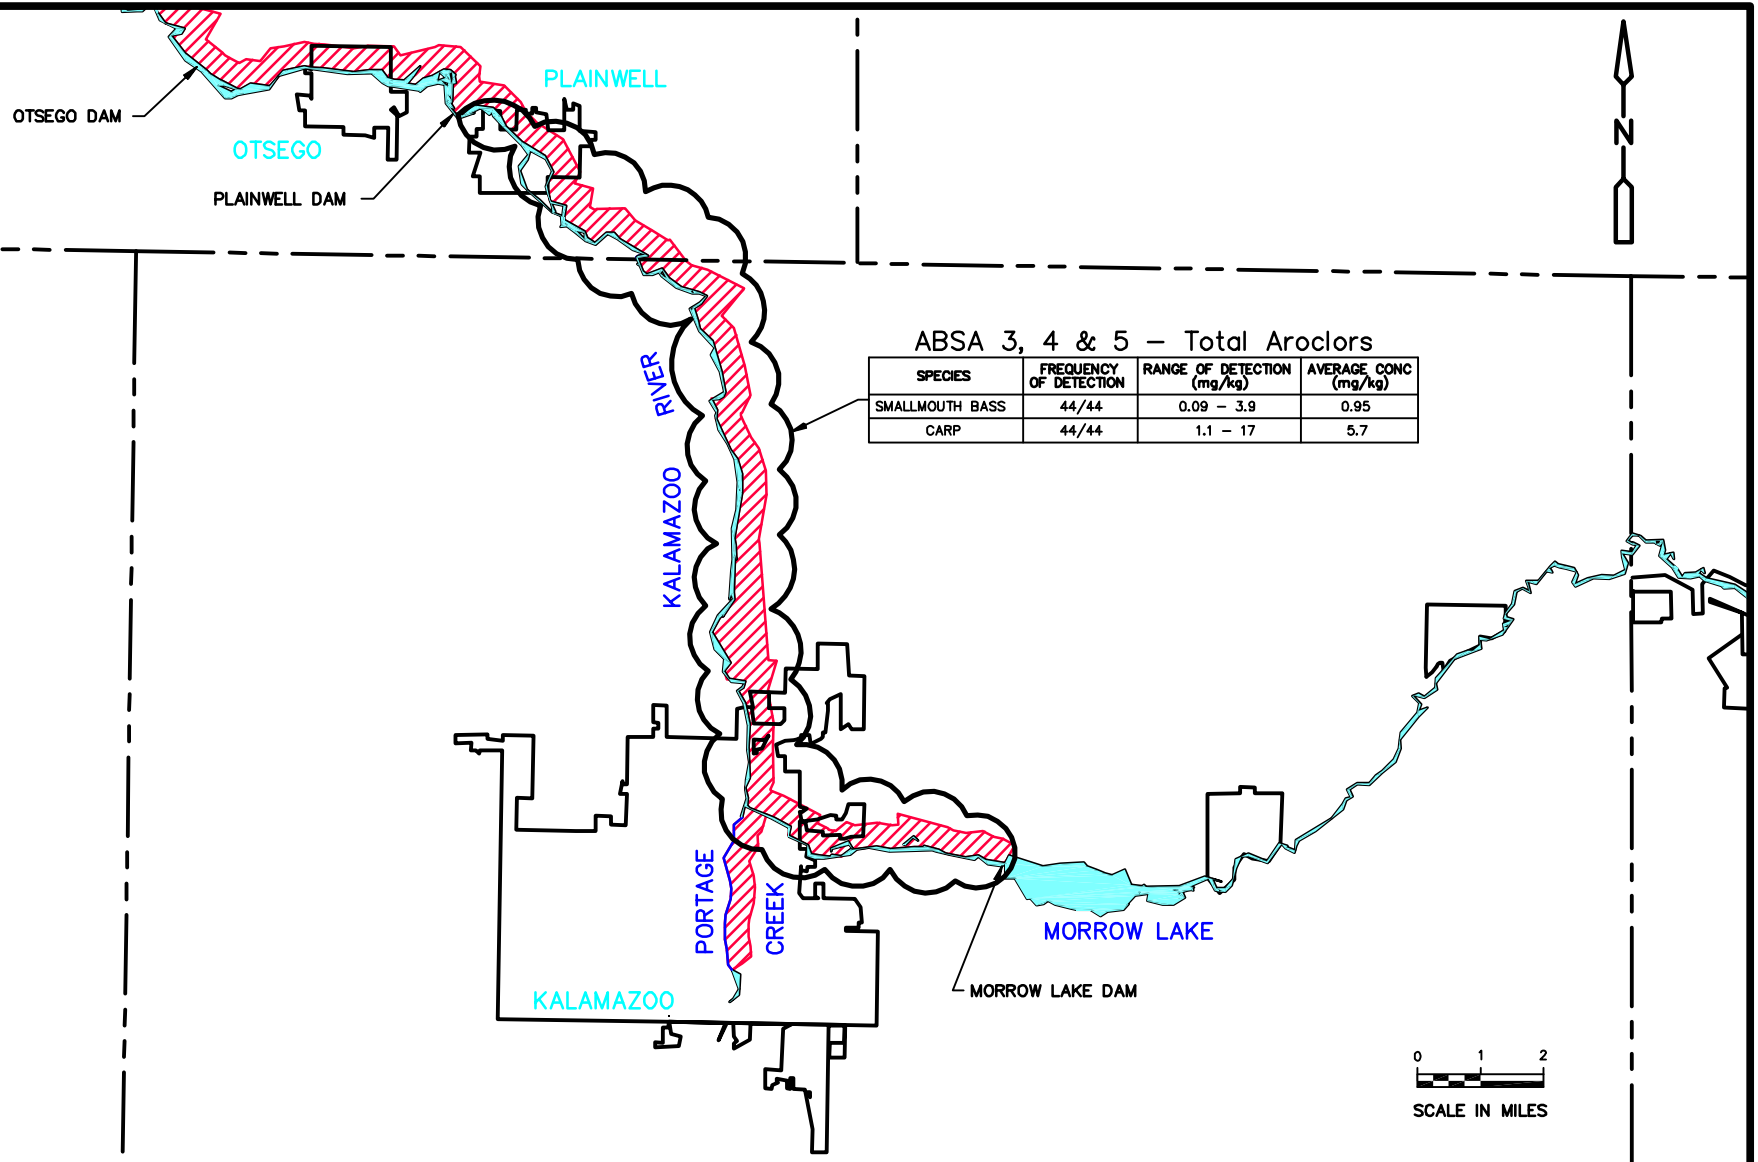 PLAINWELL
OTSEGO DAM
OTSEGO
PLAINWELL DAM
N
ABSA 3, 4 & 5 – Total Aroclors
SPECIES FREQUENCY OF DETECTION RANGE OF DETECTION (mg/kg) AVERAGE CONC (mg/kg)
SMALLMOUTH BASS 44/44 0.09 – 3.9 0.95
CARP 44/44 1.1 – 17 5.7
KALAMAZOO RIVER
PORTAGE CREEK
MORROW LAKE
MORROW LAKE DAM
KALAMAZOO
0 1 2
SCALE IN MILES